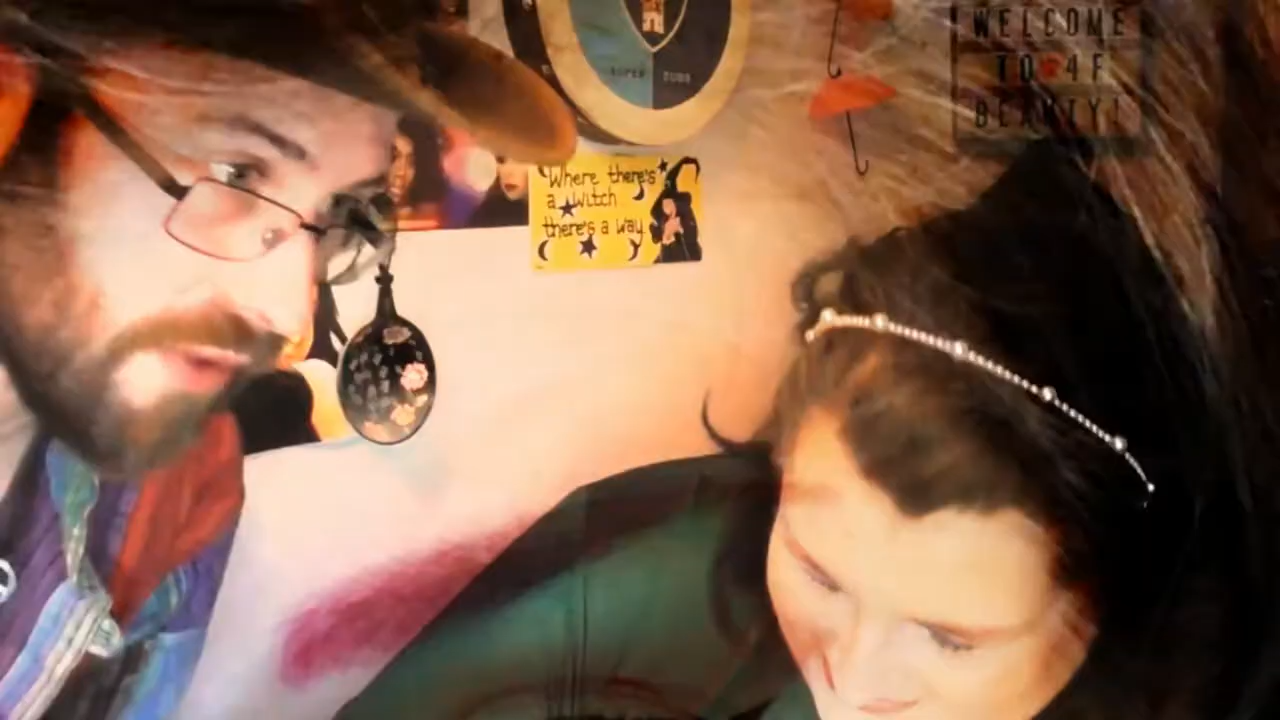 WELCOME
TO 4F
BEAUTY!
Where there's
a witch
there's a way